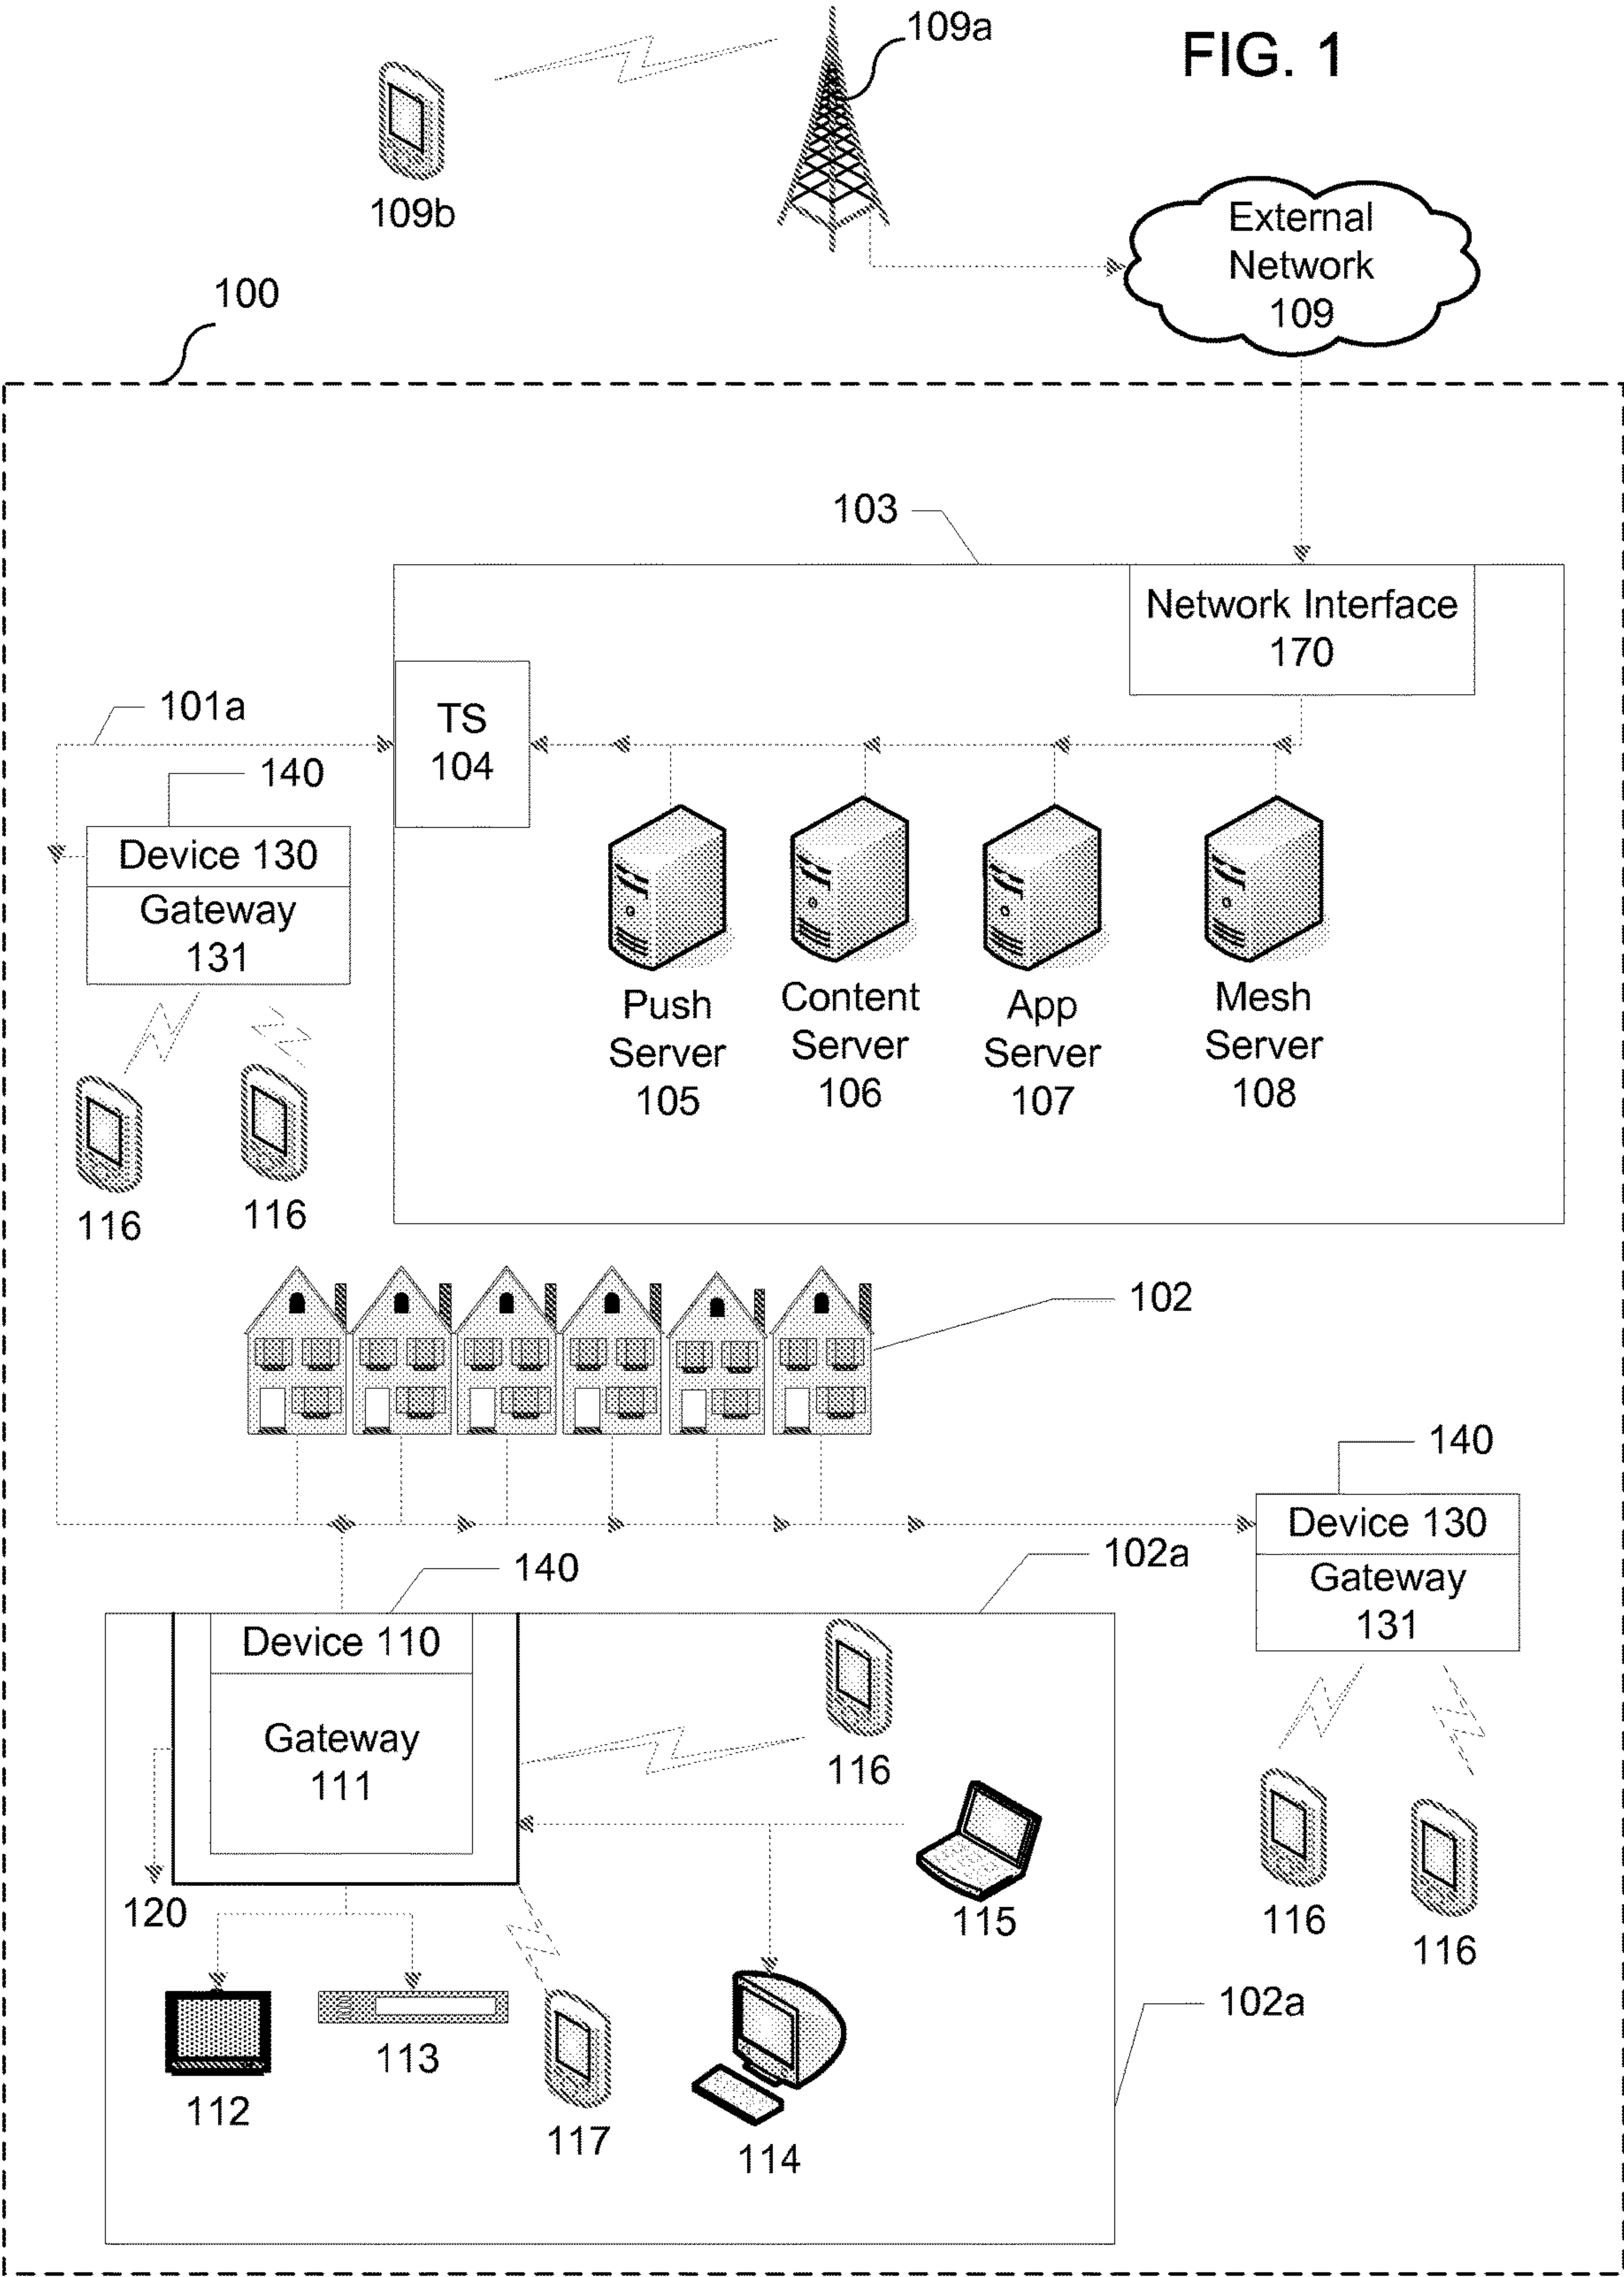 109a
FIG. 1
109b
External
Network
109
100
103
Network Interface
170
101a
TS
104
140
Device 130
Gateway
131
Push
Server
105
Content
Server
106
App
Server
107
Mesh
Server
108
116
116
102
140
Device 130
Gateway
131
102a
140
Device 110
Gateway
111
116
115
120
116
116
112
113
117
114
102a